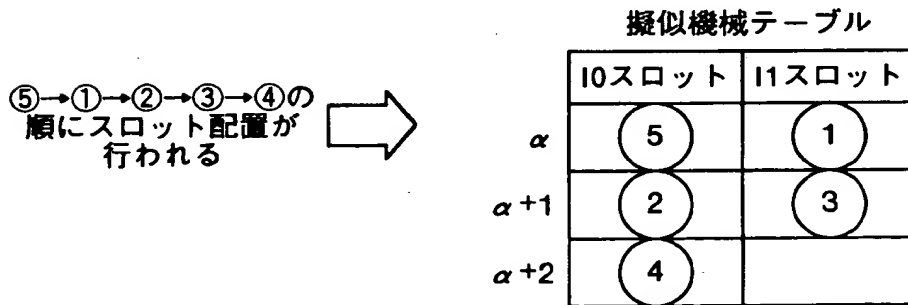 擬似機械テーブル
⑤→①→②→③→④の
順にスロット配置が
行われる
I0スロット I1スロット
α 5 1
α+1 2 3
α+2 4